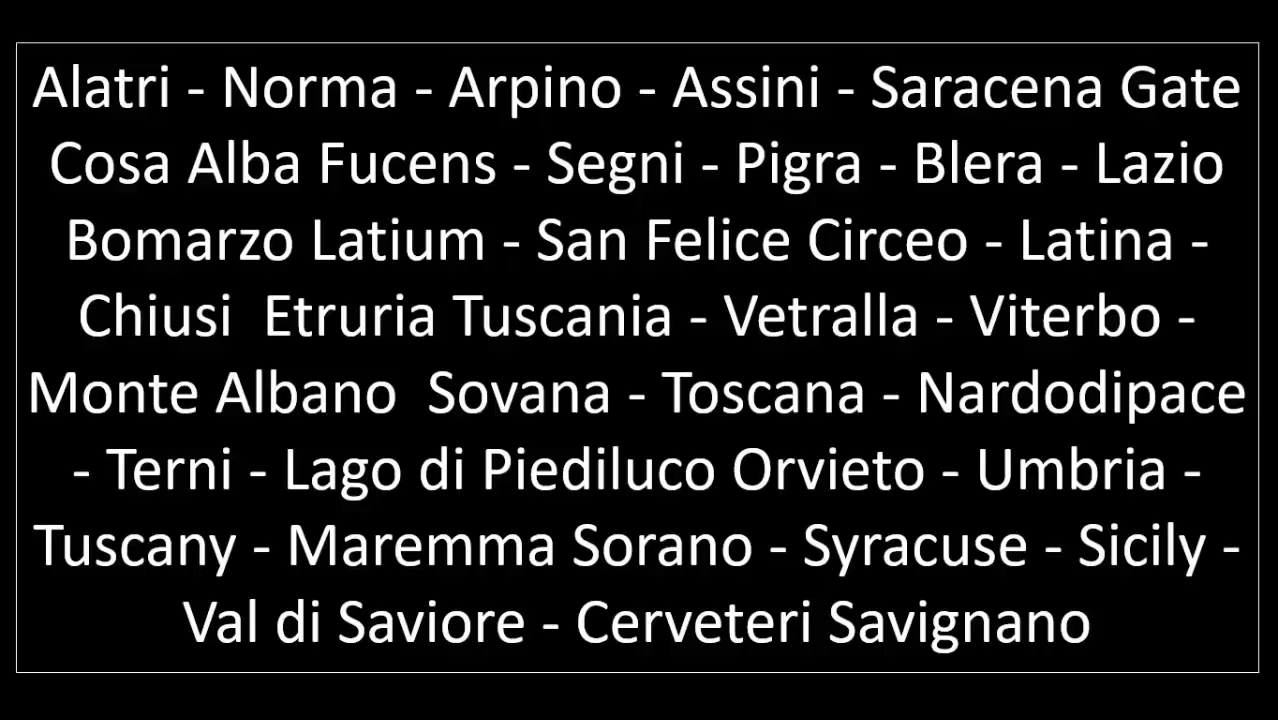 Alatri - Norma - Arpino - Assini - Saracena Gate
Cosa Alba Fucens - Segni - Pigra - Blera - Lazio
Bomarzo Latium - San Felice Circeo - Latina -
Chiusi  Etruria Tuscania - Vetralla - Viterbo -
Monte Albano  Sovana - Toscana - Nardodipace
- Terni - Lago di Piediluco Orvieto - Umbria -
Tuscany - Maremma Sorano - Syracuse - Sicily -
Val di Saviore - Cerveteri Savignano